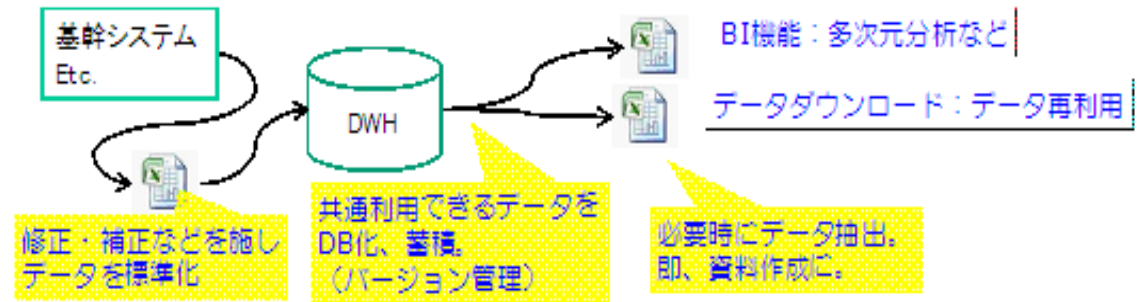 基幹システム
Etc.
DWH
BI機能：多次元分析など
データダウンロード：データ再利用
修正・補正などを施し
データを標準化
共通利用できるデータを
DB化、蓄積。
（バージョン管理）
必要時にデータ抽出。
即、資料作成に。